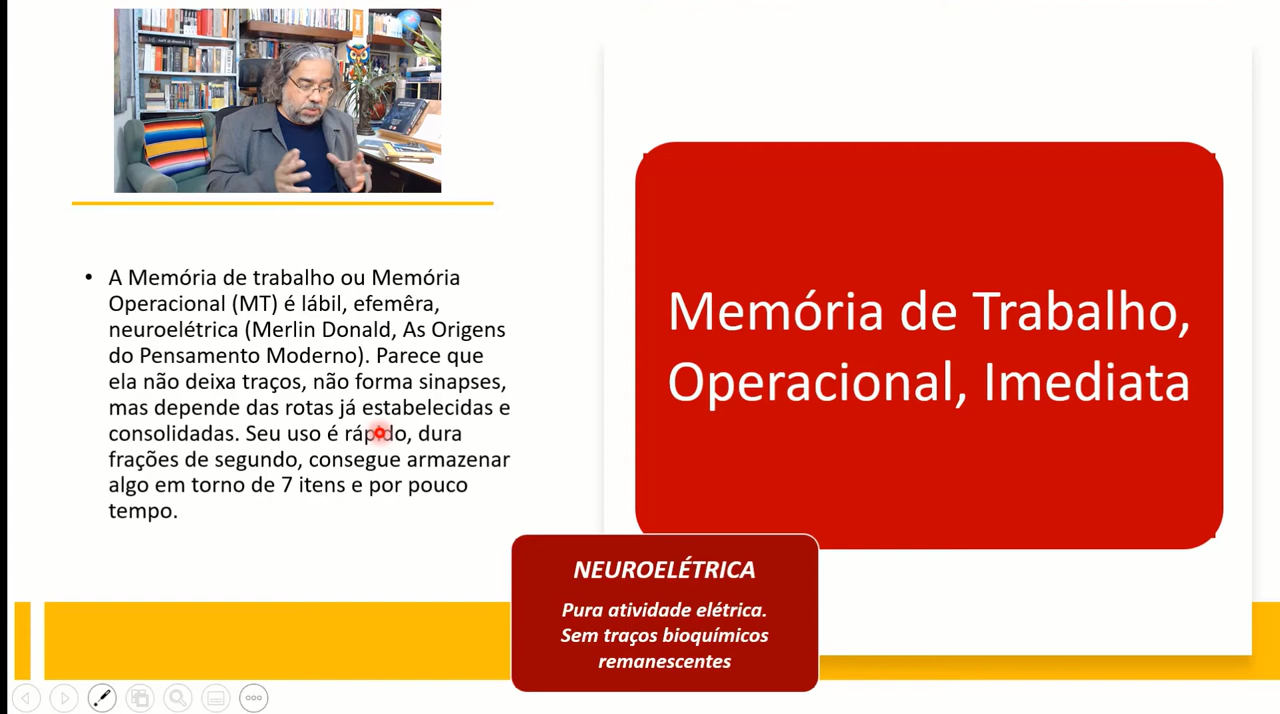 • A Memória de trabalho ou Memória
Operacional (MT) é lábil, efemêra,
neuroelétrica (Merlin Donald, As Origens
do Pensamento Moderno). Parece que
ela não deixa traços, não forma sinapses,
mas depende das rotas já estabelecidas e
consolidadas. Seu uso é rápido, dura
frações de segundo, consegue armazenar
algo em torno de 7 itens e por pouco
tempo.
Memória de Trabalho,
Operacional, Imediata
NEUROELÉTRICA
Pura atividade elétrica.
Sem traços bioquímicos
remanescentes